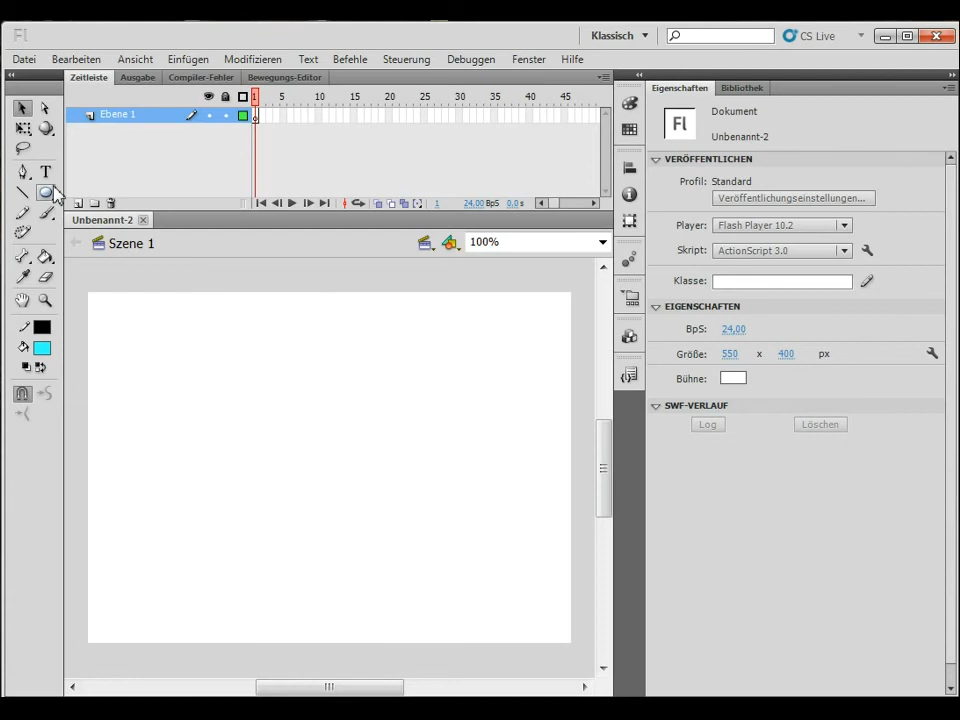 Fl
Klassisch
CS Live
Datei Bearbeiten Ansicht Einfügen Modifizieren Text Befehle Steuerung Debuggen Fenster Hilfe
Zeitleiste Ausgabe Compiler-Fehler Bewegungs-Editor
1 5 10 15 20 25 30 35 40 45
Ebene 1
1 24,00 BpS 0,0 s
Unbenannt-2
Szene 1
100%
Eigenschaften Bibliothek
Fl
Dokument
Unbenannt-2
VERÖFFENTLICHEN
Profil: Standard
Veröffentlichungseinstellungen...
Player: Flash Player 10.2
Skript: ActionScript 3.0
Klasse:
EIGENSCHAFTEN
BpS: 24,00
Größe: 550 x 400 px
Bühne:
SWF-VERLAUF
Log Löschen
T